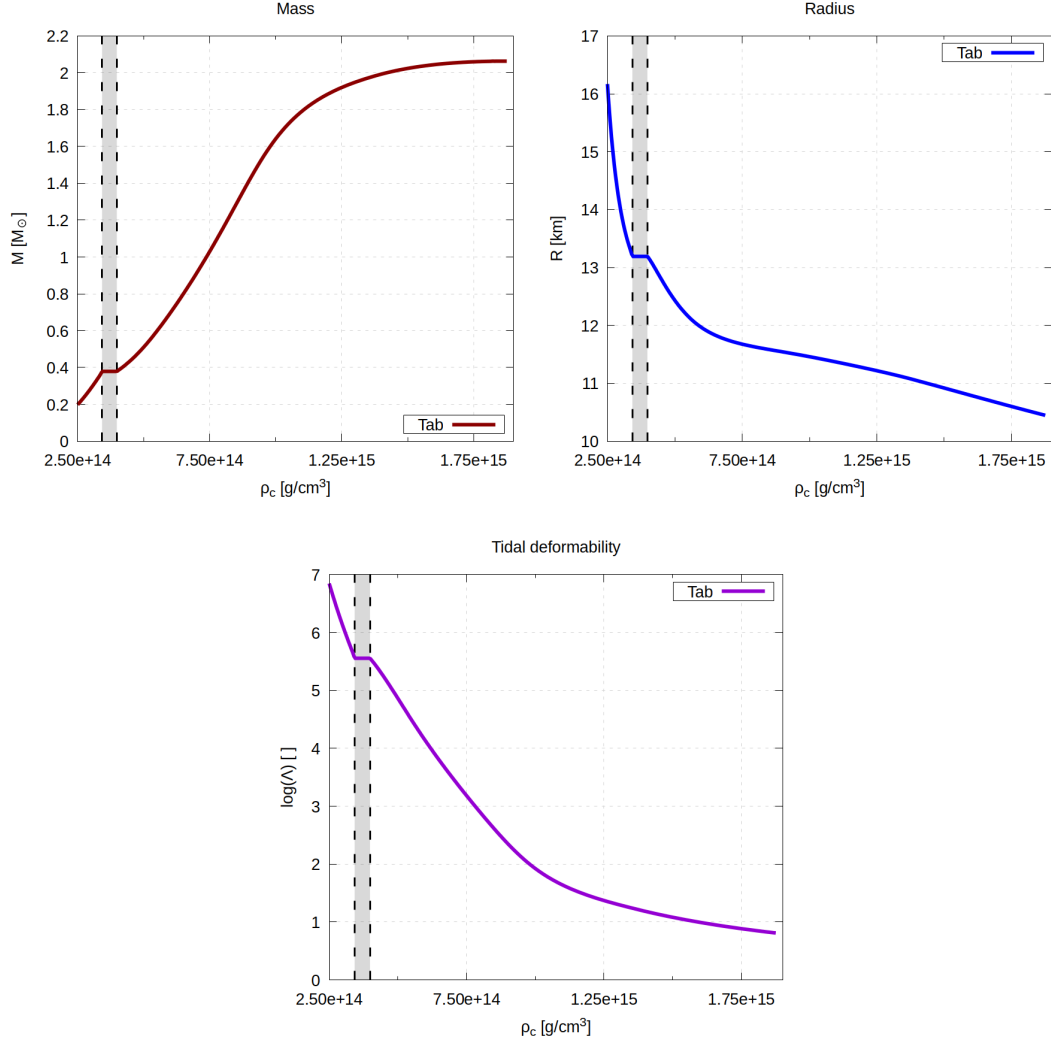 Mass
M [M☉]
2.2
2
1.8
1.6
1.4
1.2
1
0.8
0.6
0.4
0.2
0
Tab
2.50e+14 7.50e+14 1.25e+15 1.75e+15
ρc [g/cm³]
Radius
R [km]
17
16
15
14
13
12
11
10
Tab
2.50e+14 7.50e+14 1.25e+15 1.75e+15
ρc [g/cm³]
Tidal deformability
log(Λ) [ ]
7
6
5
4
3
2
1
0
Tab
2.50e+14 7.50e+14 1.25e+15 1.75e+15
ρc [g/cm³]